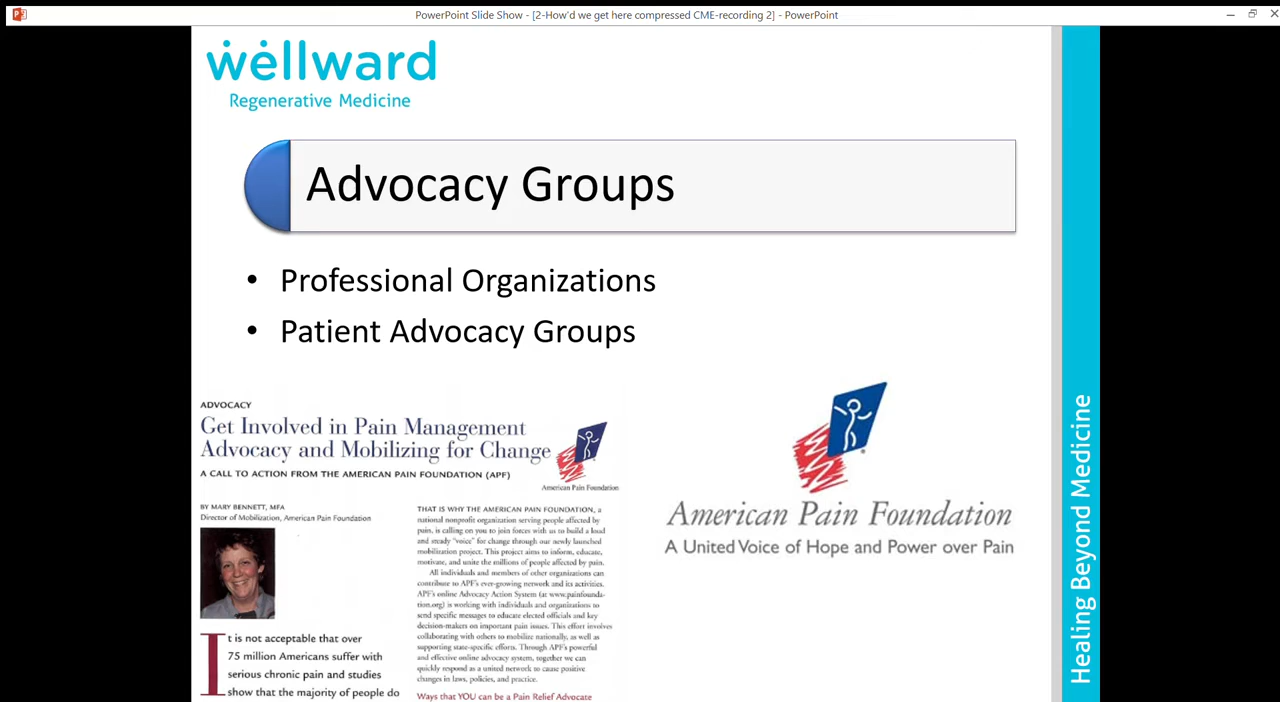 PowerPoint Slide Show - [2-How'd we get here compressed CME-recording 2] - PowerPoint
wellward
Regenerative Medicine
Advocacy Groups
• Professional Organizations
• Patient Advocacy Groups
ADVOCACY
Get Involved in Pain Management
Advocacy and Mobilizing for Change
A CALL TO ACTION FROM THE AMERICAN PAIN FOUNDATION (APF)
American Pain Foundation
BY MARY BENNETT, MFA
Director of Mobilization, American Pain Foundation
It is not acceptable that over
75 million Americans suffer with
serious chronic pain and studies
show that the majority of people do
THAT IS WHY THE AMERICAN PAIN FOUNDATION, a
national nonprofit organization serving people affected by
pain, is calling on you to join forces with us to build a loud
and steady "voice" for change through our newly launched
mobilization project. This project aims to inform, educate,
motivate, and unite the millions of people affected by pain.
All individuals and members of other organizations can
contribute to APF's ever-growing network and its activities.
APF's online Advocacy Action System (at www.painfounda-
tion.org) is working with individuals and organizations to
send specific messages to educate elected officials and key
decision-makers on important pain issues. This effort involves
collaborating with others to mobilize nationally, as well as
supporting state-specific efforts. Through APF's powerful
and effective online advocacy system, together we can
quickly respond as a united network to cause positive
changes in laws, policies, and practice.
Ways that YOU can be a Pain Relief Advocate
American Pain Foundation
A United Voice of Hope and Power over Pain
Healing Beyond Medicine